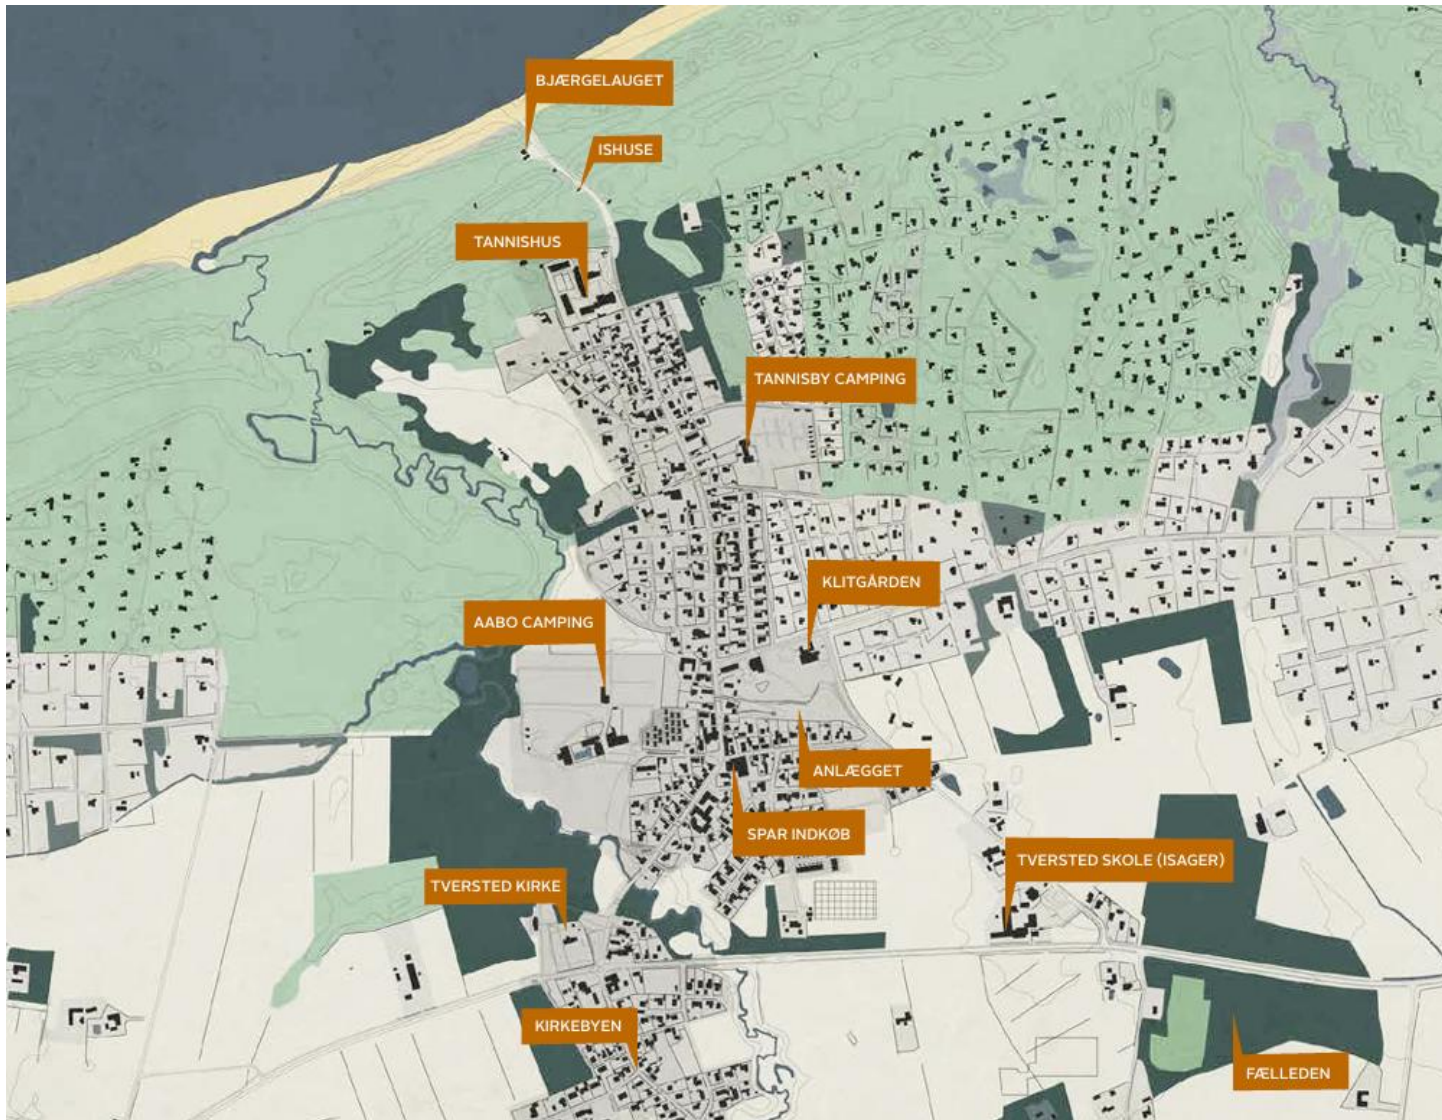 BJÆRGELAUGET
ISHUSE
TANNISHUS
TANNISBY CAMPING
KLITGÅRDEN
AABO CAMPING
ANLÆGGET
SPAR INDKØB
TVERSTED SKOLE (ISAGER)
TVERSTED KIRKE
KIRKEBYEN
FÆLLEDEN